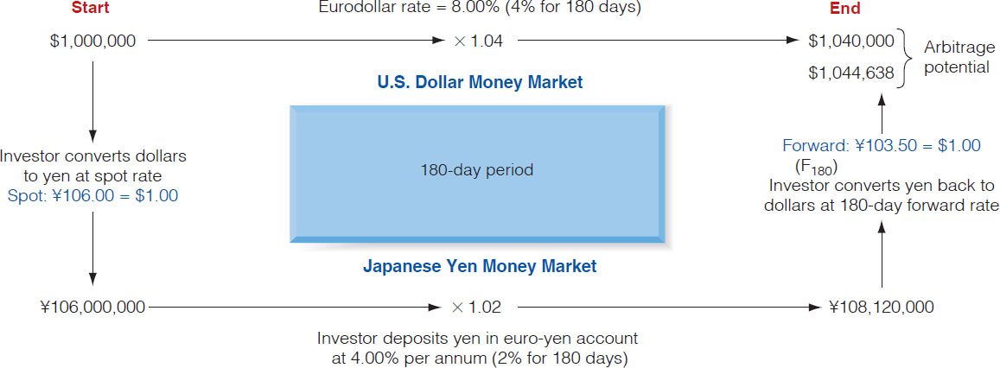 Start
Eurodollar rate = 8.00% (4% for 180 days)
End
$1,000,000
× 1.04
$1,040,000
$1,044,638
Arbitrage
potential
U.S. Dollar Money Market
180-day period
Investor converts dollars
to yen at spot rate
Spot: ¥106.00 = $1.00
Forward: ¥103.50 = $1.00
(F180)
Investor converts yen back to
dollars at 180-day forward rate
Japanese Yen Money Market
¥106,000,000
× 1.02
¥108,120,000
Investor deposits yen in euro-yen account
at 4.00% per annum (2% for 180 days)